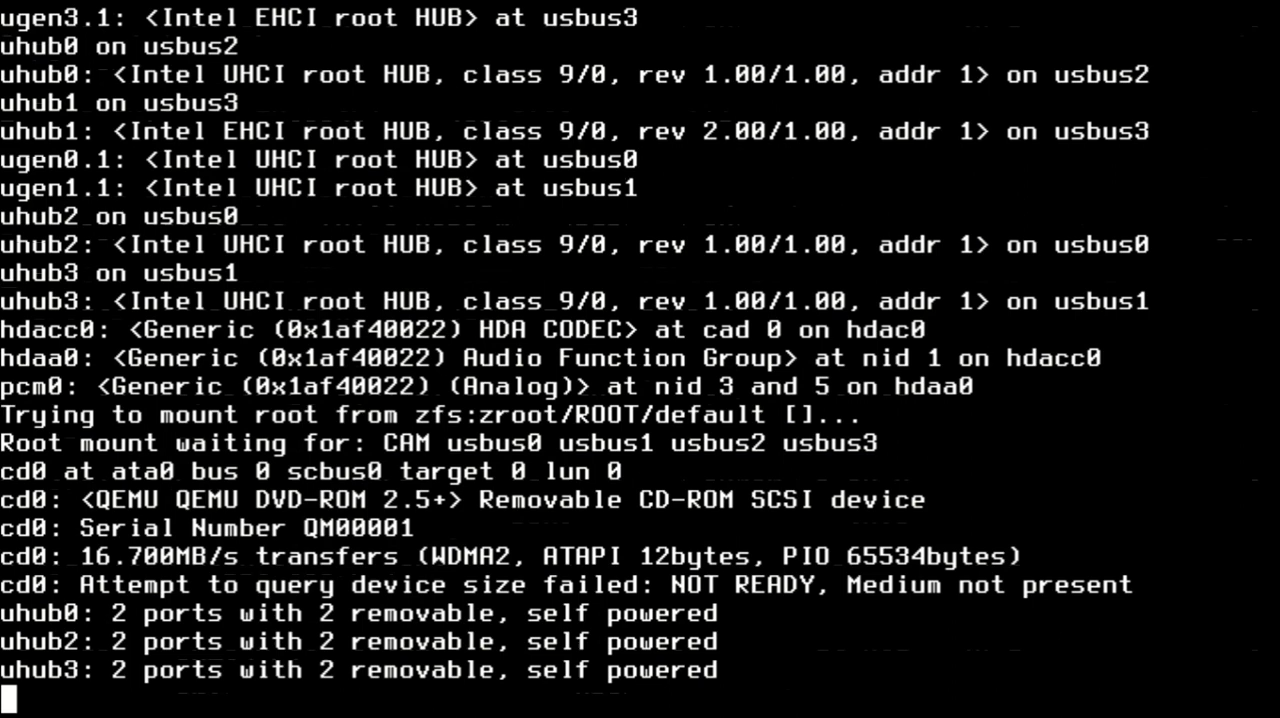 ugen3.1: <Intel EHCI root HUB> at usbus3
uhub0 on usbus2
uhub0: <Intel UHCI root HUB, class 9/0, rev 1.00/1.00, addr 1> on usbus2
uhub1 on usbus3
uhub1: <Intel EHCI root HUB, class 9/0, rev 2.00/1.00, addr 1> on usbus3
ugen0.1: <Intel UHCI root HUB> at usbus0
ugen1.1: <Intel UHCI root HUB> at usbus1
uhub2 on usbus0
uhub2: <Intel UHCI root HUB, class 9/0, rev 1.00/1.00, addr 1> on usbus0
uhub3 on usbus1
uhub3: <Intel UHCI root HUB, class 9/0, rev 1.00/1.00, addr 1> on usbus1
hdacc0: <Generic (0x1af40022) HDA CODEC> at cad 0 on hdac0
hdaa0: <Generic (0x1af40022) Audio Function Group> at nid 1 on hdacc0
pcm0: <Generic (0x1af40022) (Analog)> at nid 3 and 5 on hdaa0
Trying to mount root from zfs:zroot/ROOT/default []...
Root mount waiting for: CAM usbus0 usbus1 usbus2 usbus3
cd0 at ata0 bus 0 scbus0 target 0 lun 0
cd0: <QEMU QEMU DVD-ROM 2.5+> Removable CD-ROM SCSI device
cd0: Serial Number QM00001
cd0: 16.700MB/s transfers (WDMA2, ATAPI 12bytes, PIO 65534bytes)
cd0: Attempt to query device size failed: NOT READY, Medium not present
uhub0: 2 ports with 2 removable, self powered
uhub2: 2 ports with 2 removable, self powered
uhub3: 2 ports with 2 removable, self powered